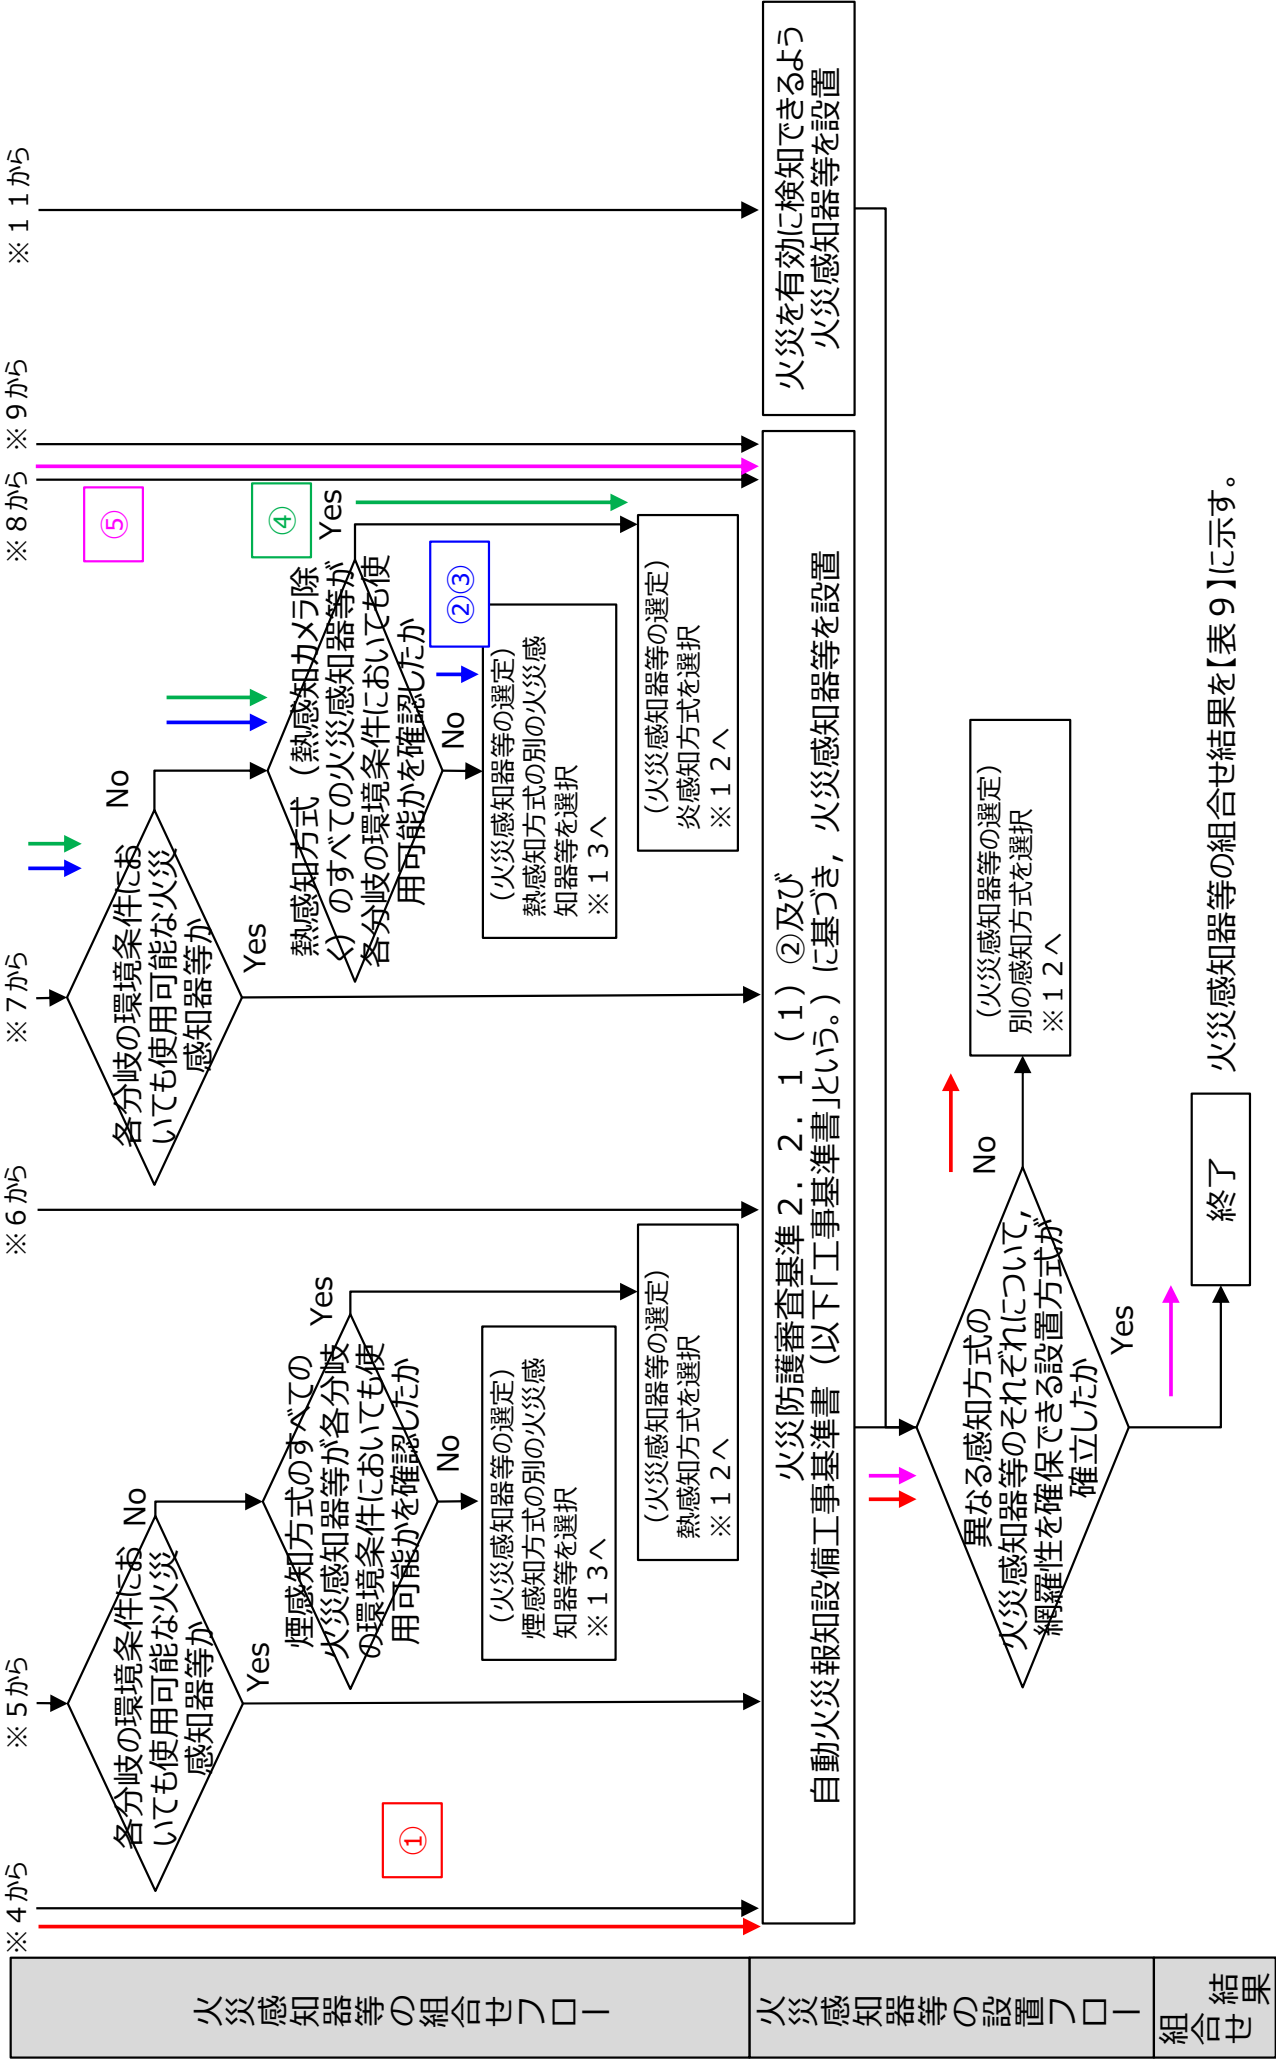 火災感知器等の組合せフロー
※４から
※５から
※６から
※７から
※８から
※９から
※１１から
①
各分岐の環境条件にお
いても使用可能な火災
感知器等か
No
Yes
煙感知方式のすべての
火災感知器等が各分岐
の環境条件においても使
用可能かを確認したか
Yes
No
（火災感知器等の選定）
煙感知方式の別の火災感
知器等を選択
※１３へ
（火災感知器等の選定）
熱感知方式を選択
※１２へ
各分岐の環境条件にお
いても使用可能な火災
感知器等か
No
Yes
熱感知方式（熱感知カメラ除
く）のすべての火災感知器等が
各分岐の環境条件においても使
用可能かを確認したか
Yes
No
⑤
④
②③
（火災感知器等の選定）
熱感知方式の別の火災感
知器等を選択
※１３へ
（火災感知器等の選定）
炎感知方式を選択
※１２へ
火災感知器等の設置フロー
火災防護審査基準２．２．１（１）②及び
自動火災報知設備工事基準書（以下「工事基準書」という。）に基づき，火災感知器等を設置
火災を有効に検知できるよう
火災感知器等を設置
異なる感知方式の
火災感知器等のそれぞれについて，
網羅性を確保できる設置方式が
確立したか
No
Yes
（火災感知器等の選定）
別の感知方式を選択
※１２へ
組合せ
結果
終了
火災感知器等の組合せ結果を【表９】に示す。